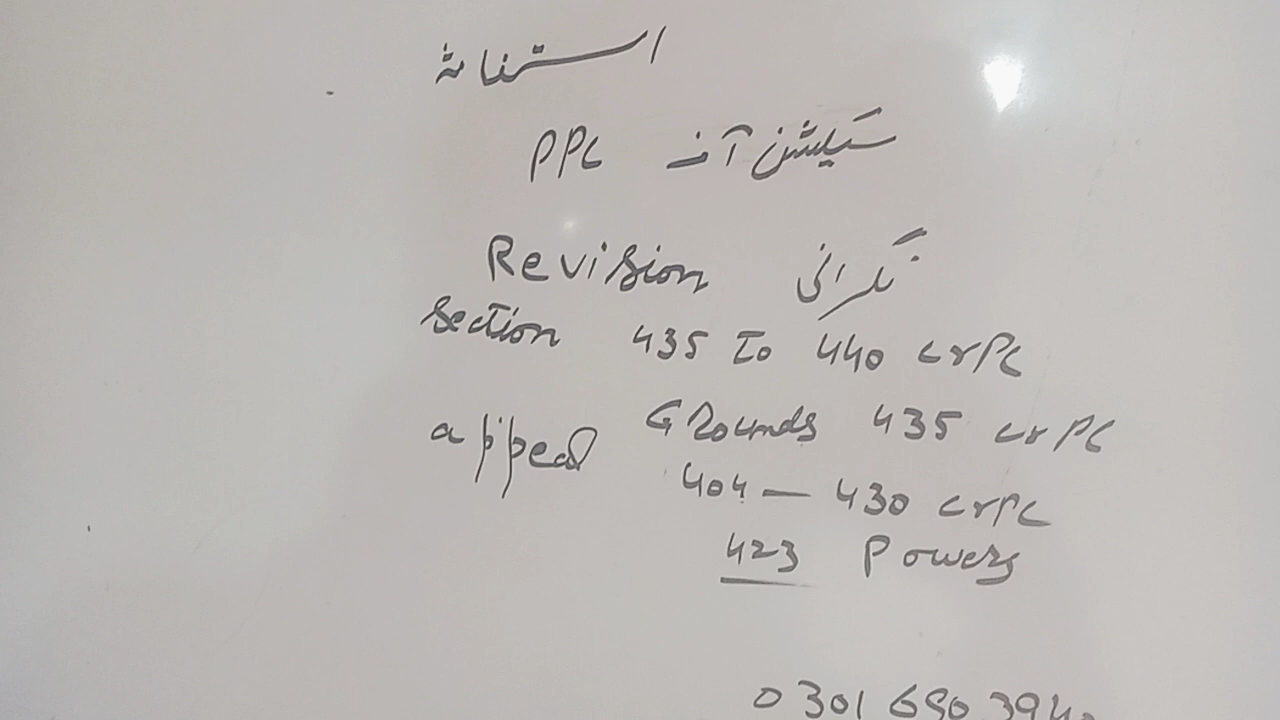 استغاثہ
سیکشن آف PPC
Revision نگرانی
Section 435 To 440 CrPC
Grounds 435 CrPC
appeal 404 — 430 CrPC
423 Powers
0301 690 394